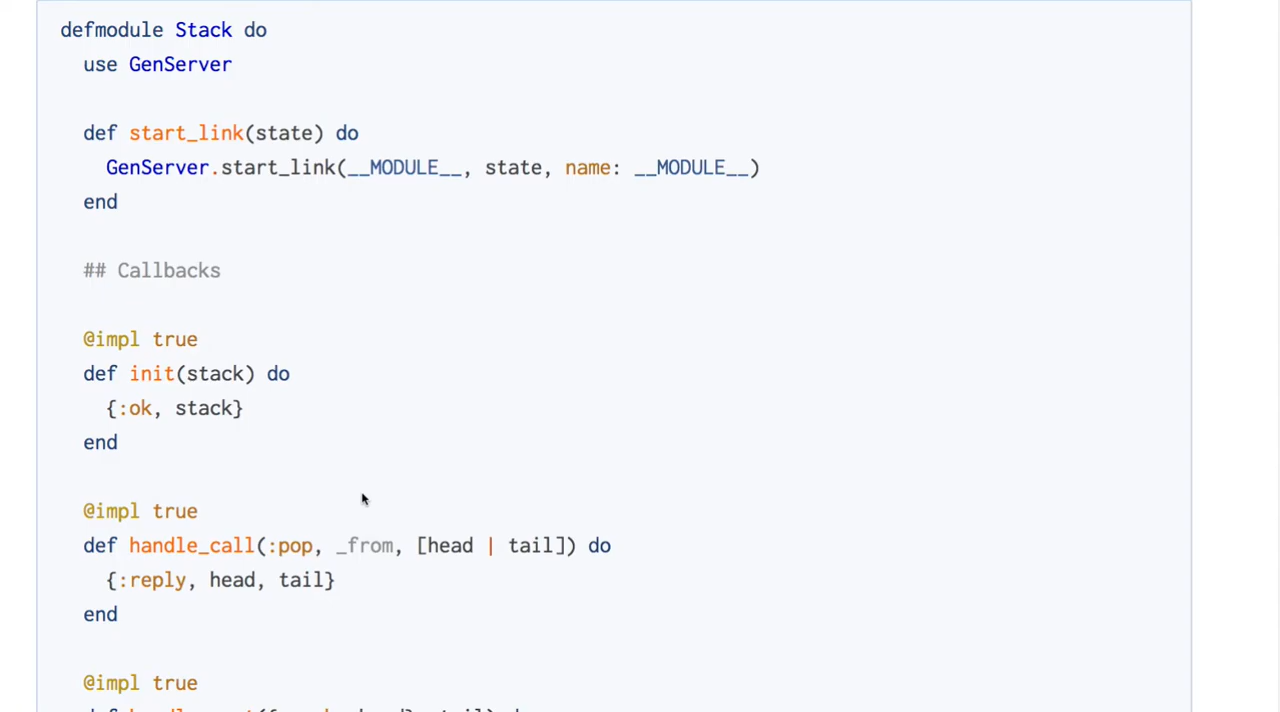 defmodule Stack do
use GenServer
def start_link(state) do
GenServer.start_link(__MODULE__, state, name: __MODULE__)
end
## Callbacks
@impl true
def init(stack) do
{:ok, stack}
end
@impl true
def handle_call(:pop, _from, [head | tail]) do
{:reply, head, tail}
end
@impl true